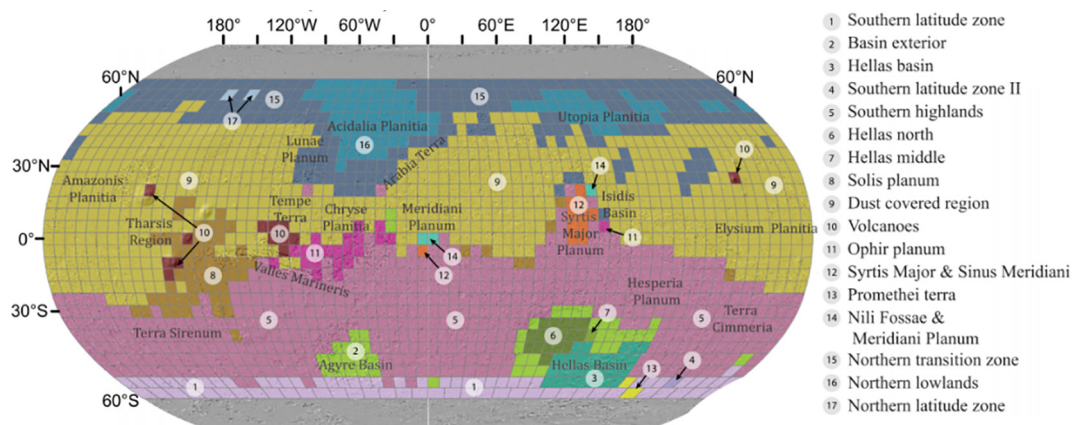 180° 120°W 60°W 0° 60°E 120°E 180°
60°N 60°N
30°N
0°
30°S
60°S
15
17
15
Acidalia Planitia
16
Utopia Planitia
Lunae
Planum
Arabia Terra
10
14
Amazonis
Planitia
9
9
9
Tempe
Terra
Chryse
Planitia
Meridiani
Planum
12
Isidis
Basin
Syrtis
Major
Planum
Tharsis
Region
10
10
11
11
Elysium Planitia
14
12
8
Valles Marineris
Hesperia
Planum
Terra Sirenum
5
5
5
Terra
Cimmeria
7
6
2
Agyre Basin
Hellas Basin
3
13
4
1
1
1 Southern latitude zone
2 Basin exterior
3 Hellas basin
4 Southern latitude zone II
5 Southern highlands
6 Hellas north
7 Hellas middle
8 Solis planum
9 Dust covered region
10 Volcanoes
11 Ophir planum
12 Syrtis Major & Sinus Meridiani
13 Promethei terra
14 Nili Fossae &
Meridiani Planum
15 Northern transition zone
16 Northern lowlands
17 Northern latitude zone